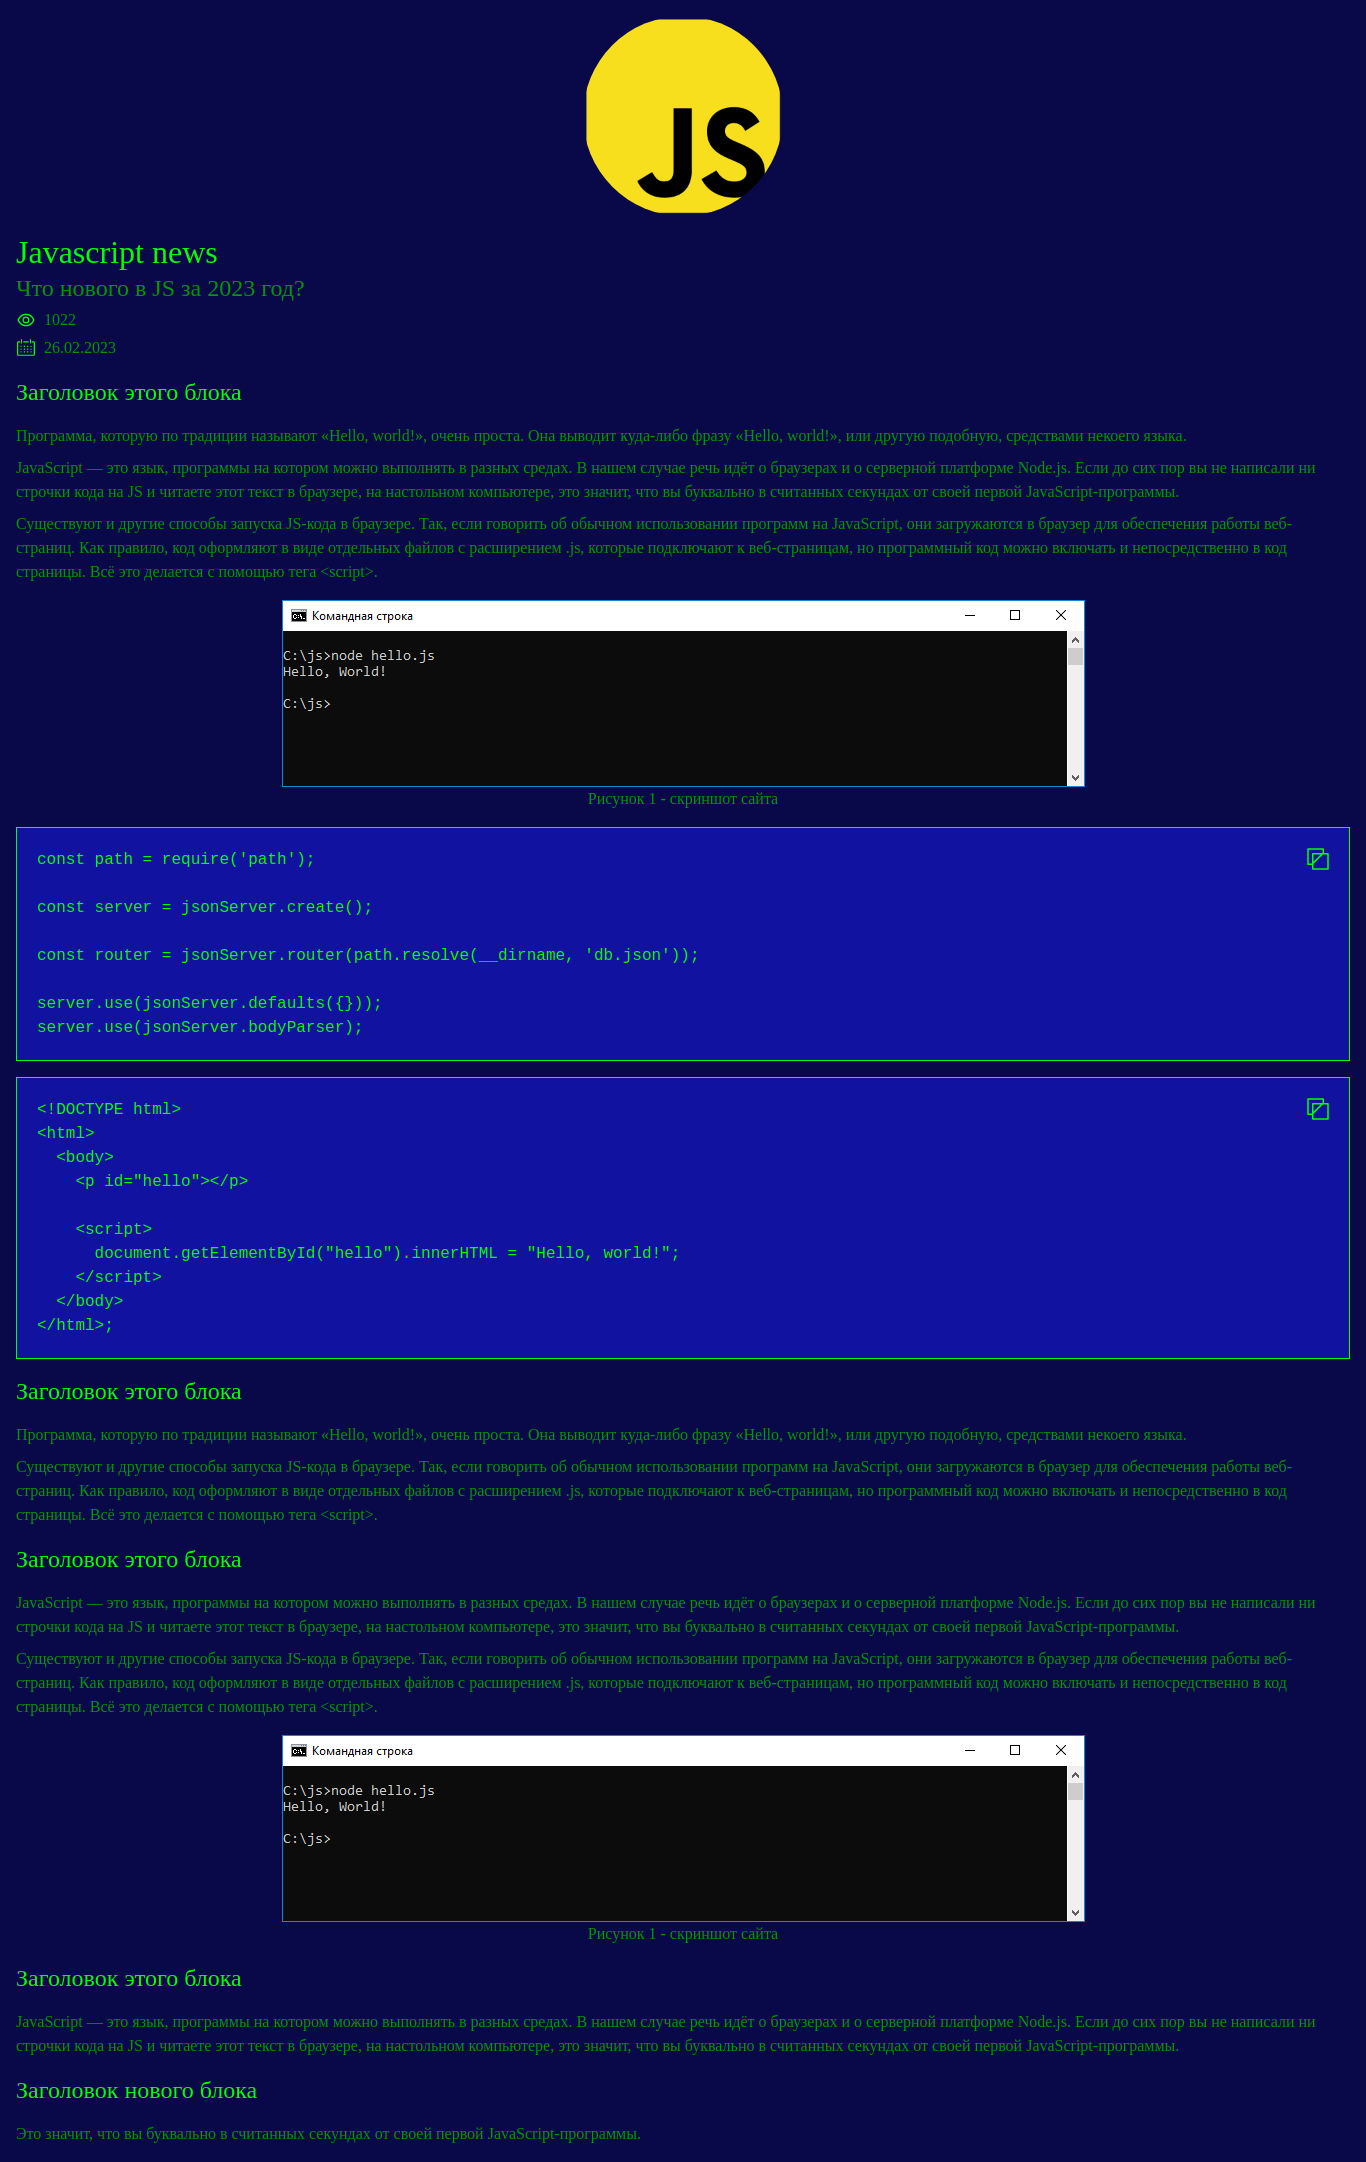 JS
Javascript news
Что нового в JS за 2023 год?
1022
26.02.2023
Заголовок этого блока
Программа, которую по традиции называют «Hello, world!», очень проста. Она выводит куда-либо фразу «Hello, world!», или другую подобную, средствами некоего языка.
JavaScript — это язык, программы на котором можно выполнять в разных средах. В нашем случае речь идёт о браузерах и о серверной платформе Node.js. Если до сих пор вы не написали ни
строчки кода на JS и читаете этот текст в браузере, на настольном компьютере, это значит, что вы буквально в считанных секундах от своей первой JavaScript-программы.
Существуют и другие способы запуска JS-кода в браузере. Так, если говорить об обычном использовании программ на JavaScript, они загружаются в браузер для обеспечения работы веб-
страниц. Как правило, код оформляют в виде отдельных файлов с расширением .js, которые подключают к веб-страницам, но программный код можно включать и непосредственно в код
страницы. Всё это делается с помощью тега <script>.
Командная строка
C:\js>node hello.js
Hello, World!
C:\js>
Рисунок 1 - скриншот сайта
const path = require('path');
const server = jsonServer.create();
const router = jsonServer.router(path.resolve(__dirname, 'db.json'));
server.use(jsonServer.defaults({}));
server.use(jsonServer.bodyParser);
<!DOCTYPE html>
<html>
  <body>
    <p id="hello"></p>
    <script>
      document.getElementById("hello").innerHTML = "Hello, world!";
    </script>
  </body>
</html>;
Заголовок этого блока
Программа, которую по традиции называют «Hello, world!», очень проста. Она выводит куда-либо фразу «Hello, world!», или другую подобную, средствами некоего языка.
Существуют и другие способы запуска JS-кода в браузере. Так, если говорить об обычном использовании программ на JavaScript, они загружаются в браузер для обеспечения работы веб-
страниц. Как правило, код оформляют в виде отдельных файлов с расширением .js, которые подключают к веб-страницам, но программный код можно включать и непосредственно в код
страницы. Всё это делается с помощью тега <script>.
Заголовок этого блока
JavaScript — это язык, программы на котором можно выполнять в разных средах. В нашем случае речь идёт о браузерах и о серверной платформе Node.js. Если до сих пор вы не написали ни
строчки кода на JS и читаете этот текст в браузере, на настольном компьютере, это значит, что вы буквально в считанных секундах от своей первой JavaScript-программы.
Существуют и другие способы запуска JS-кода в браузере. Так, если говорить об обычном использовании программ на JavaScript, они загружаются в браузер для обеспечения работы веб-
страниц. Как правило, код оформляют в виде отдельных файлов с расширением .js, которые подключают к веб-страницам, но программный код можно включать и непосредственно в код
страницы. Всё это делается с помощью тега <script>.
Командная строка
C:\js>node hello.js
Hello, World!
C:\js>
Рисунок 1 - скриншот сайта
Заголовок этого блока
JavaScript — это язык, программы на котором можно выполнять в разных средах. В нашем случае речь идёт о браузерах и о серверной платформе Node.js. Если до сих пор вы не написали ни
строчки кода на JS и читаете этот текст в браузере, на настольном компьютере, это значит, что вы буквально в считанных секундах от своей первой JavaScript-программы.
Заголовок нового блока
Это значит, что вы буквально в считанных секундах от своей первой JavaScript-программы.